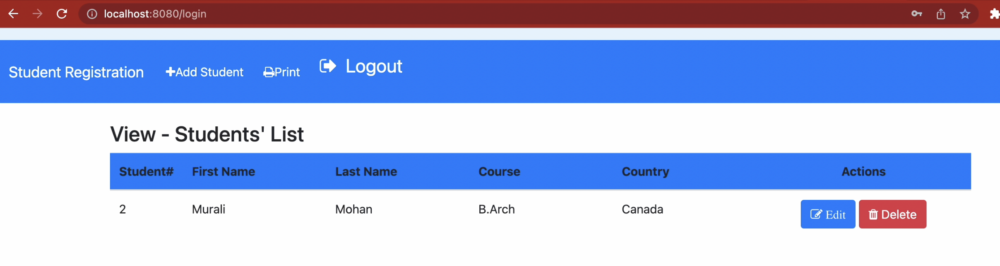 localhost:8080/login
Student Registration Add Student Print Logout
View - Students' List
Student# First Name Last Name Course Country Actions
2 Murali Mohan B.Arch Canada Edit Delete